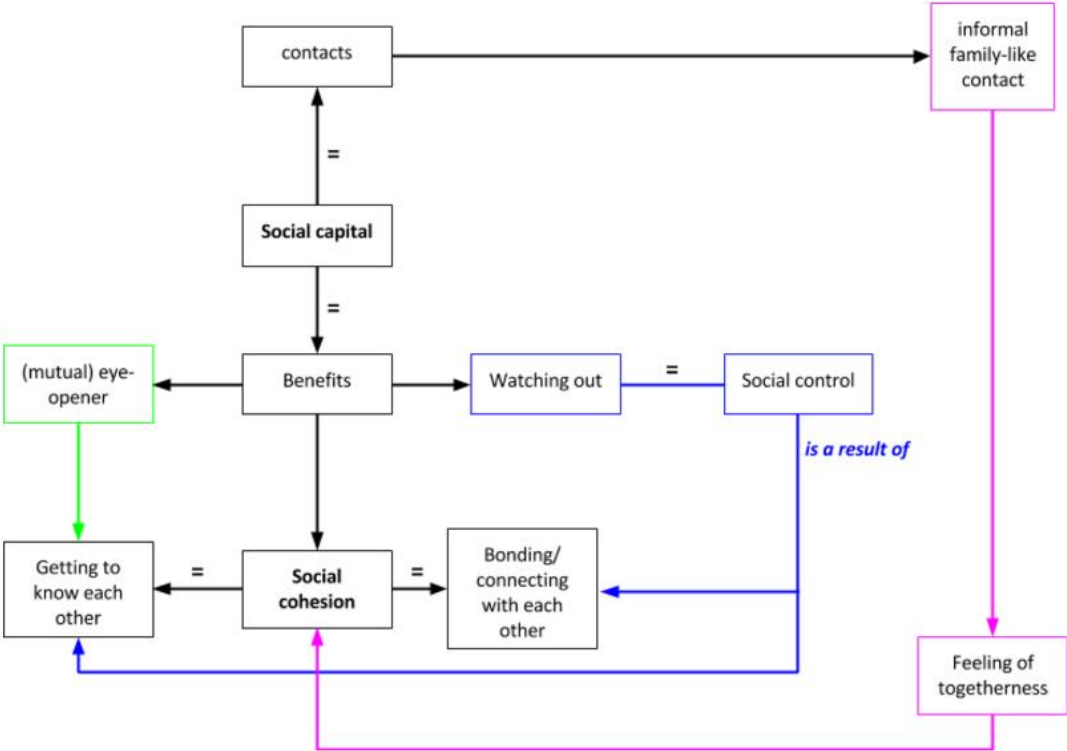 contacts
informal
family-like
contact
=
Social capital
=
(mutual) eye-
opener
Benefits
Watching out
=
Social control
is a result of
Getting to
know each
other
=
Social
cohesion
=
Bonding/
connecting
with each
other
Feeling of
togetherness